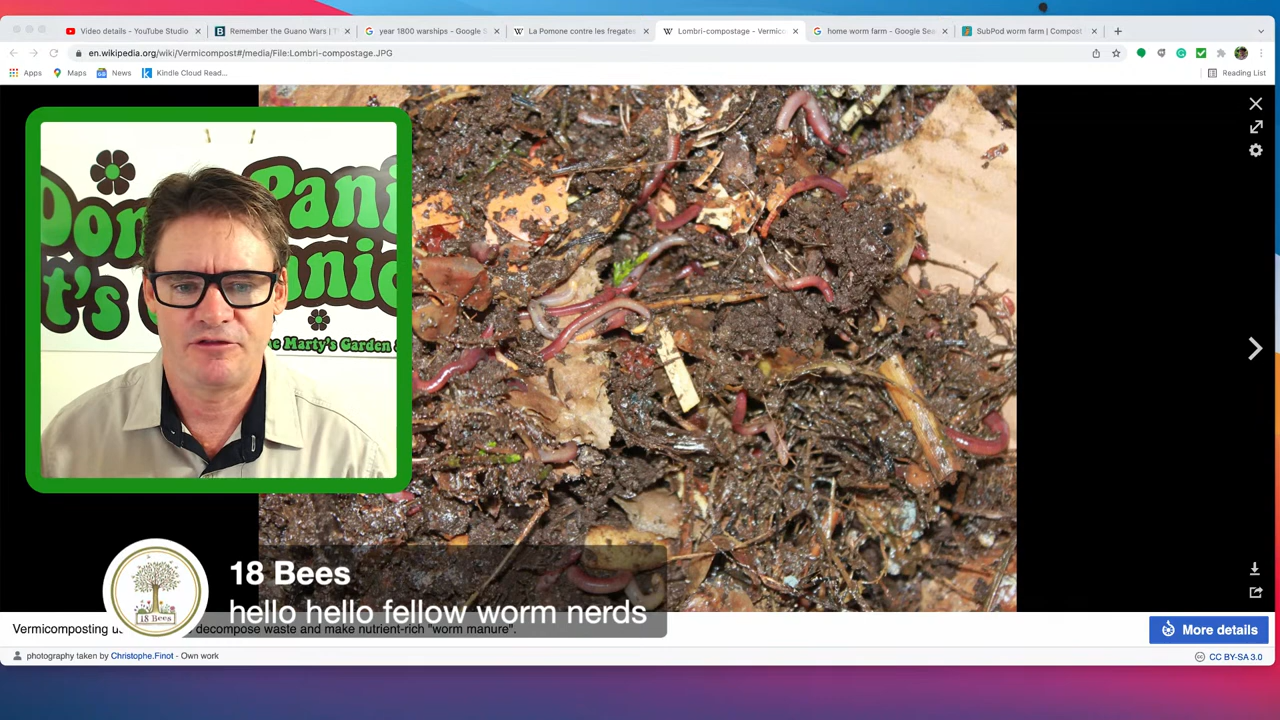 Video details - YouTube Studio
Remember the Guano Wars | T
year 1800 warships - Google S
La Pomone contre les fregates
Lombri-compostage - Vermico
home worm farm - Google Sea
SubPod worm farm | Compost
en.wikipedia.org/wiki/Vermicompost#/media/File:Lombri-compostage.JPG
Apps
Maps
News
Kindle Cloud Read...
Reading List
Don Pani
t's anic
e Marty's Garden
18 Bees
18 Bees
hello hello fellow worm nerds
Vermicomposting u decompose waste and make nutrient-rich "worm manure".
More details
photography taken by Christophe.Finot - Own work
CC BY-SA 3.0